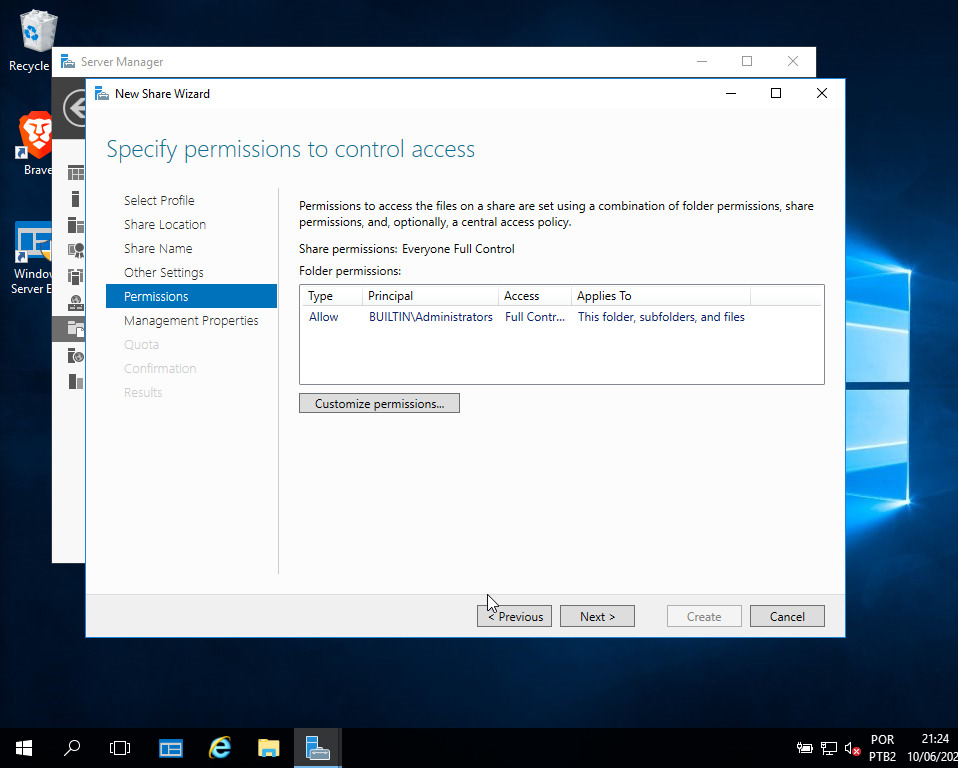 Recycle
Server Manager
New Share Wizard
Specify permissions to control access
Brave
Windov
Server E
Select Profile
Share Location
Share Name
Other Settings
Permissions
Management Properties
Quota
Confirmation
Results
Permissions to access the files on a share are set using a combination of folder permissions, share
permissions, and, optionally, a central access policy.
Share permissions: Everyone Full Control
Folder permissions:
Type Principal Access Applies To
Allow BUILTIN\Administrators Full Contr... This folder, subfolders, and files
Customize permissions...
< Previous Next > Create Cancel
POR 21:24
PTB2 10/06/202